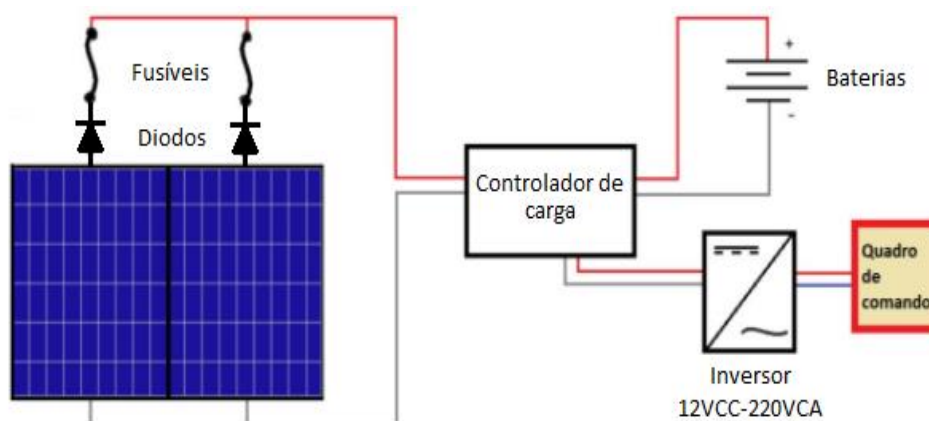 Fusíveis
Diodos
+
Baterias
-
Controlador de
carga
Quadro
de
comando
Inversor
12VCC-220VCA